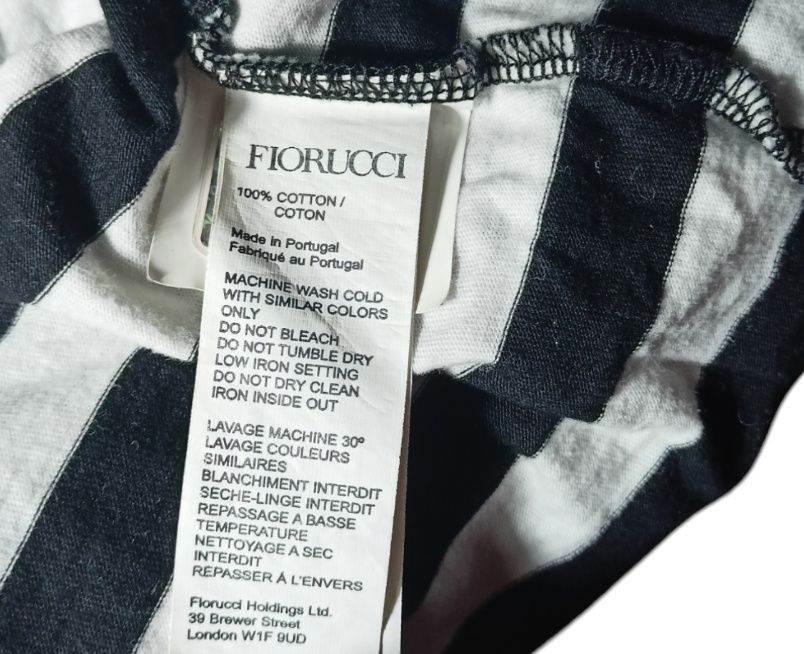 FIORUCCI
100% COTTON /
COTON
Made in Portugal
Fabriqué au Portugal
MACHINE WASH COLD
WITH SIMILAR COLORS
ONLY
DO NOT BLEACH
DO NOT TUMBLE DRY
LOW IRON SETTING
DO NOT DRY CLEAN
IRON INSIDE OUT
LAVAGE MACHINE 30º
LAVAGE COULEURS
SIMILAIRES
BLANCHIMENT INTERDIT
SECHE-LINGE INTERDIT
REPASSAGE A BASSE
TEMPERATURE
NETTOYAGE A SEC
INTERDIT
REPASSER À L'ENVERS
Fiorucci Holdings Ltd.
39 Brewer Street
London W1F 9UD